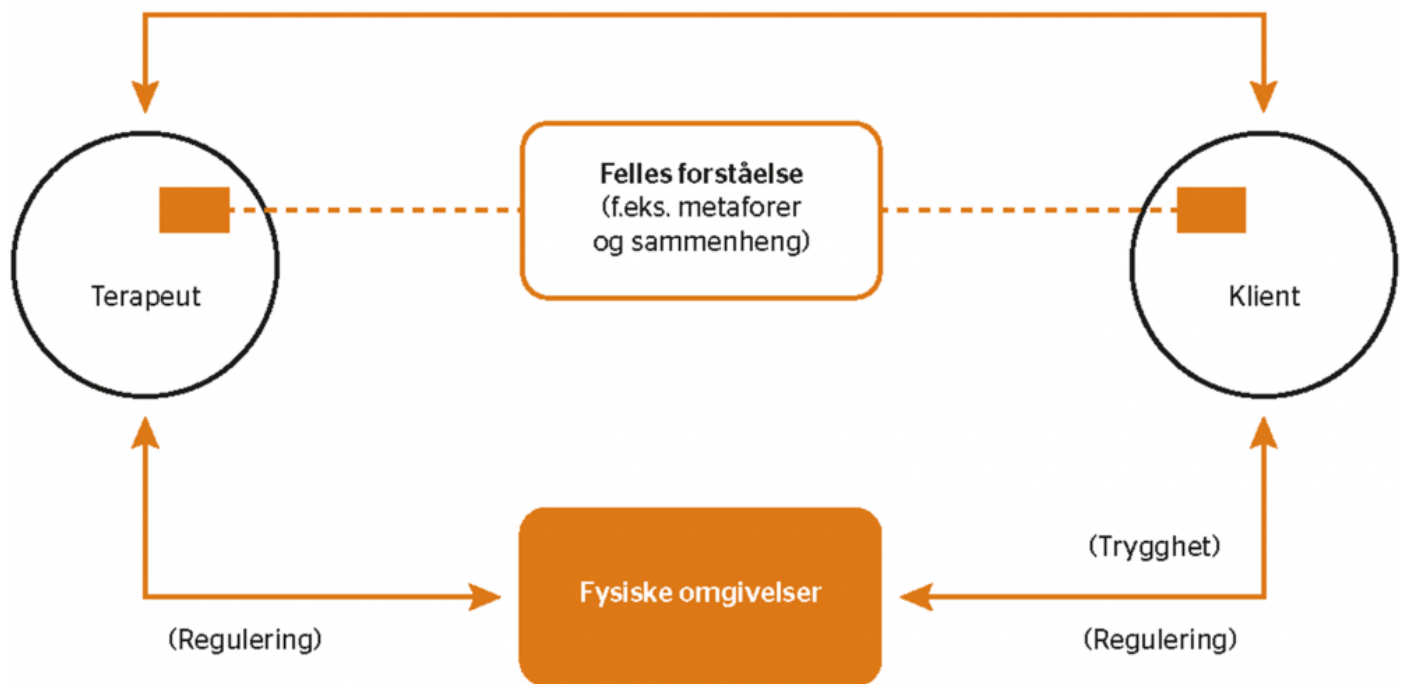 Felles forståelse
(f.eks. metaforer
og sammenheng)
Terapeut
Klient
(Trygghet)
Fysiske omgivelser
(Regulering)
(Regulering)